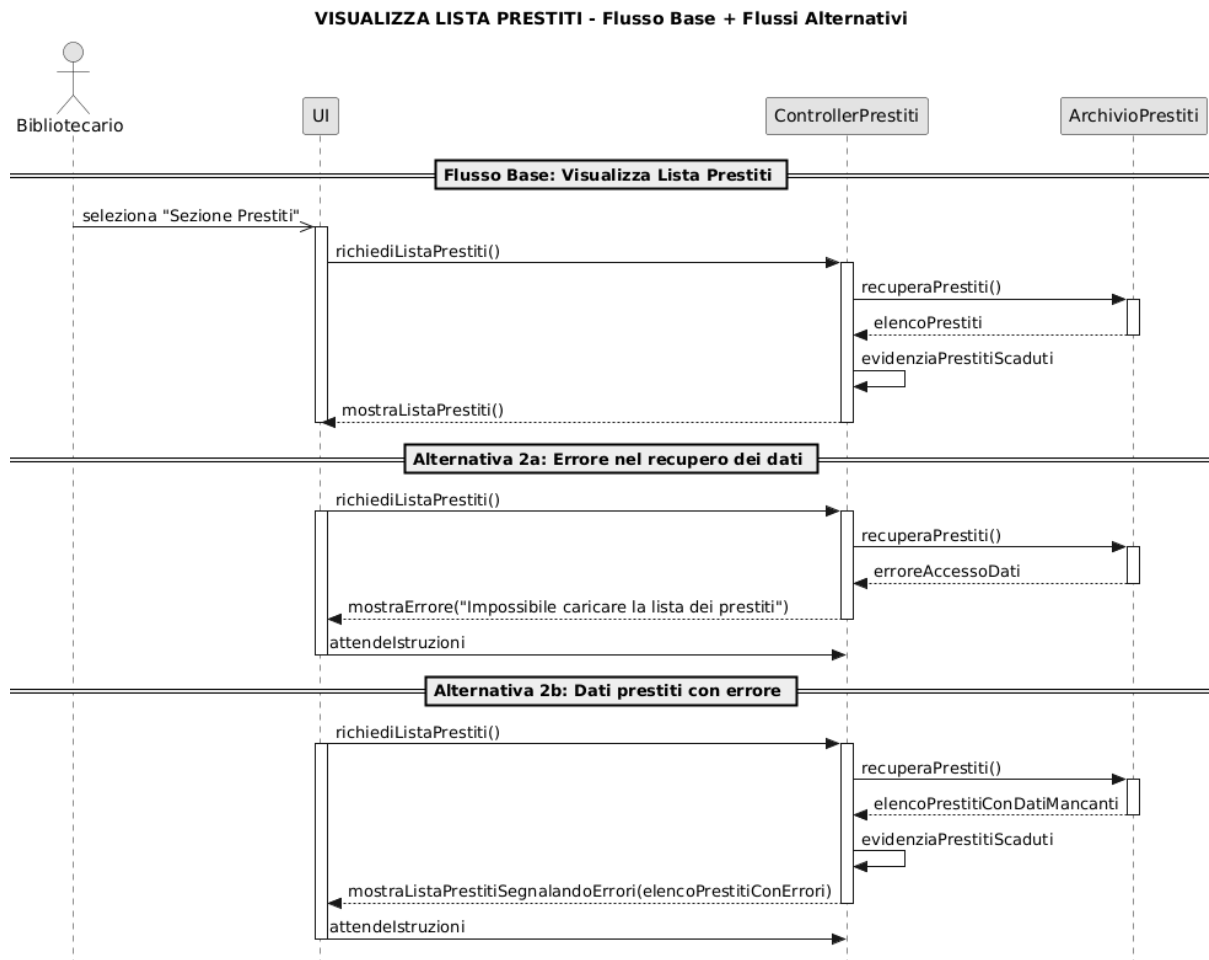 VISUALIZZA LISTA PRESTITI - Flusso Base + Flussi Alternativi
Bibliotecario
UI
ControllerPrestiti
ArchivioPrestiti
Flusso Base: Visualizza Lista Prestiti
seleziona "Sezione Prestiti"
richiediListaPrestiti()
recuperaPrestiti()
elencoPrestiti
evidenziaPrestitiScaduti
mostraListaPrestiti()
Alternativa 2a: Errore nel recupero dei dati
richiediListaPrestiti()
recuperaPrestiti()
erroreAccessoDati
mostraErrore("Impossibile caricare la lista dei prestiti")
attendeIstruzioni
Alternativa 2b: Dati prestiti con errore
richiediListaPrestiti()
recuperaPrestiti()
elencoPrestitiConDatiMancanti
evidenziaPrestitiScaduti
mostraListaPrestitiSegnalandoErrori(elencoPrestitiConErrori)
attendeIstruzioni